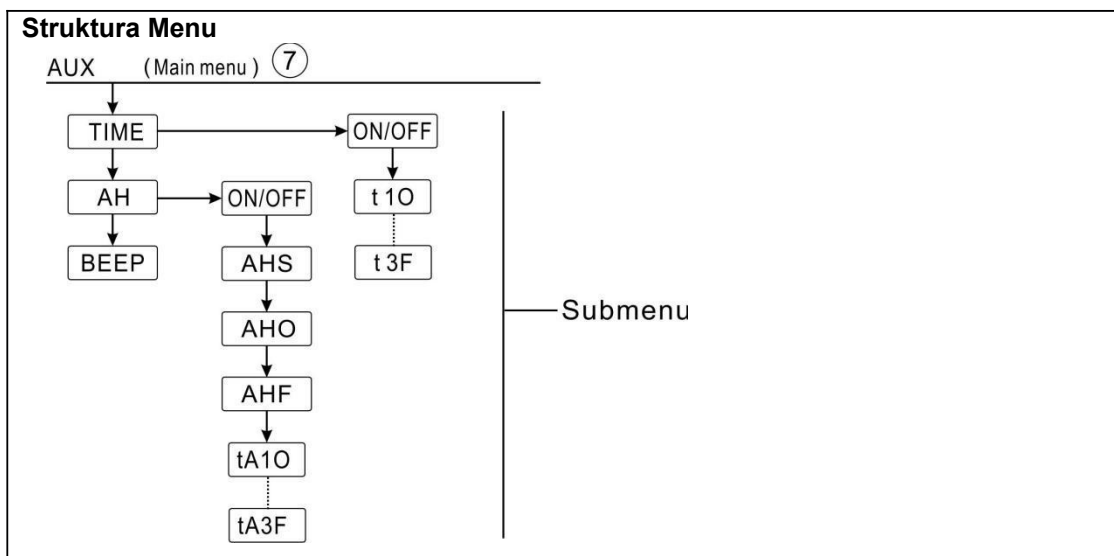 Struktura Menu
AUX (Main menu) 7
TIME ON/OFF
AH ON/OFF t 1O
BEEP AHS t 3F
Submenu
AHO
AHF
tA1O
tA3F